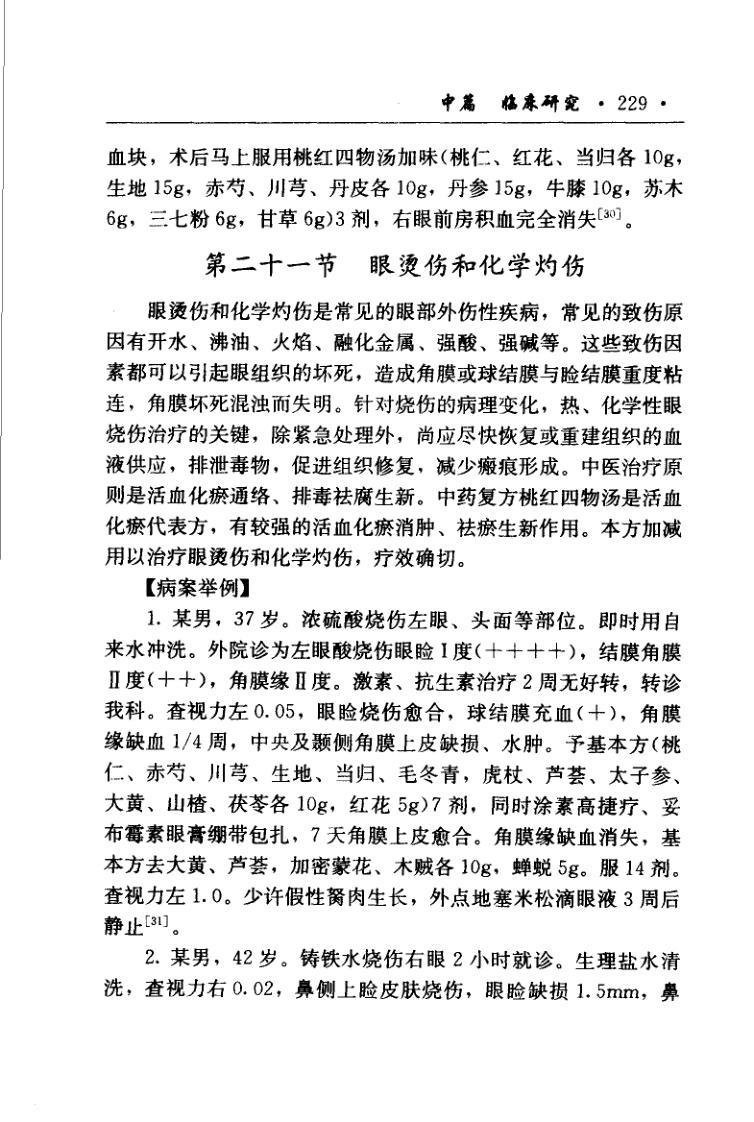 中篇 临床研究 · 229 ·
血块，术后马上服用桃红四物汤加味(桃仁、红花、当归各 10g，
生地 15g，赤芍、川芎、丹皮各 10g，丹参 15g，牛膝 10g，苏木
6g，三七粉 6g，甘草 6g)3 剂，右眼前房积血完全消失[30]。
第二十一节 眼烫伤和化学灼伤
眼烫伤和化学灼伤是常见的眼部外伤性疾病，常见的致伤原
因有开水、沸油、火焰、融化金属、强酸、强碱等。这些致伤因
素都可以引起眼组织的坏死，造成角膜或球结膜与睑结膜重度粘
连，角膜坏死混浊而失明。针对烧伤的病理变化，热、化学性眼
烧伤治疗的关键，除紧急处理外，尚应尽快恢复或重建组织的血
液供应，排泄毒物，促进组织修复，减少瘢痕形成。中医治疗原
则是活血化瘀通络、排毒祛腐生新。中药复方桃红四物汤是活血
化瘀代表方，有较强的活血化瘀消肿、祛瘀生新作用。本方加减
用以治疗眼烫伤和化学灼伤，疗效确切。
【病案举例】
1. 某男，37 岁。浓硫酸烧伤左眼、头面等部位。即时用自
来水冲洗。外院诊为左眼酸烧伤眼睑Ⅰ度(＋＋＋＋)，结膜角膜
Ⅱ度(＋＋)，角膜缘Ⅱ度。激素、抗生素治疗 2 周无好转，转诊
我科。查视力左 0.05，眼睑烧伤愈合，球结膜充血(＋)，角膜
缘缺血 1/4 周，中央及颞侧角膜上皮缺损、水肿。予基本方(桃
仁、赤芍、川芎、生地、当归、毛冬青，虎杖、芦荟、太子参、
大黄、山楂、茯苓各 10g，红花 5g)7 剂，同时涂素高捷疗、妥
布霉素眼膏绷带包扎，7 天角膜上皮愈合。角膜缘缺血消失，基
本方去大黄、芦荟，加密蒙花、木贼各 10g，蝉蜕 5g。服 14 剂。
查视力左 1.0。少许假性胬肉生长，外点地塞米松滴眼液 3 周后
静止[31]。
2. 某男，42 岁。铸铁水烧伤右眼 2 小时就诊。生理盐水清
洗，查视力右 0.02，鼻侧上睑皮肤烧伤，眼睑缺损 1.5mm，鼻